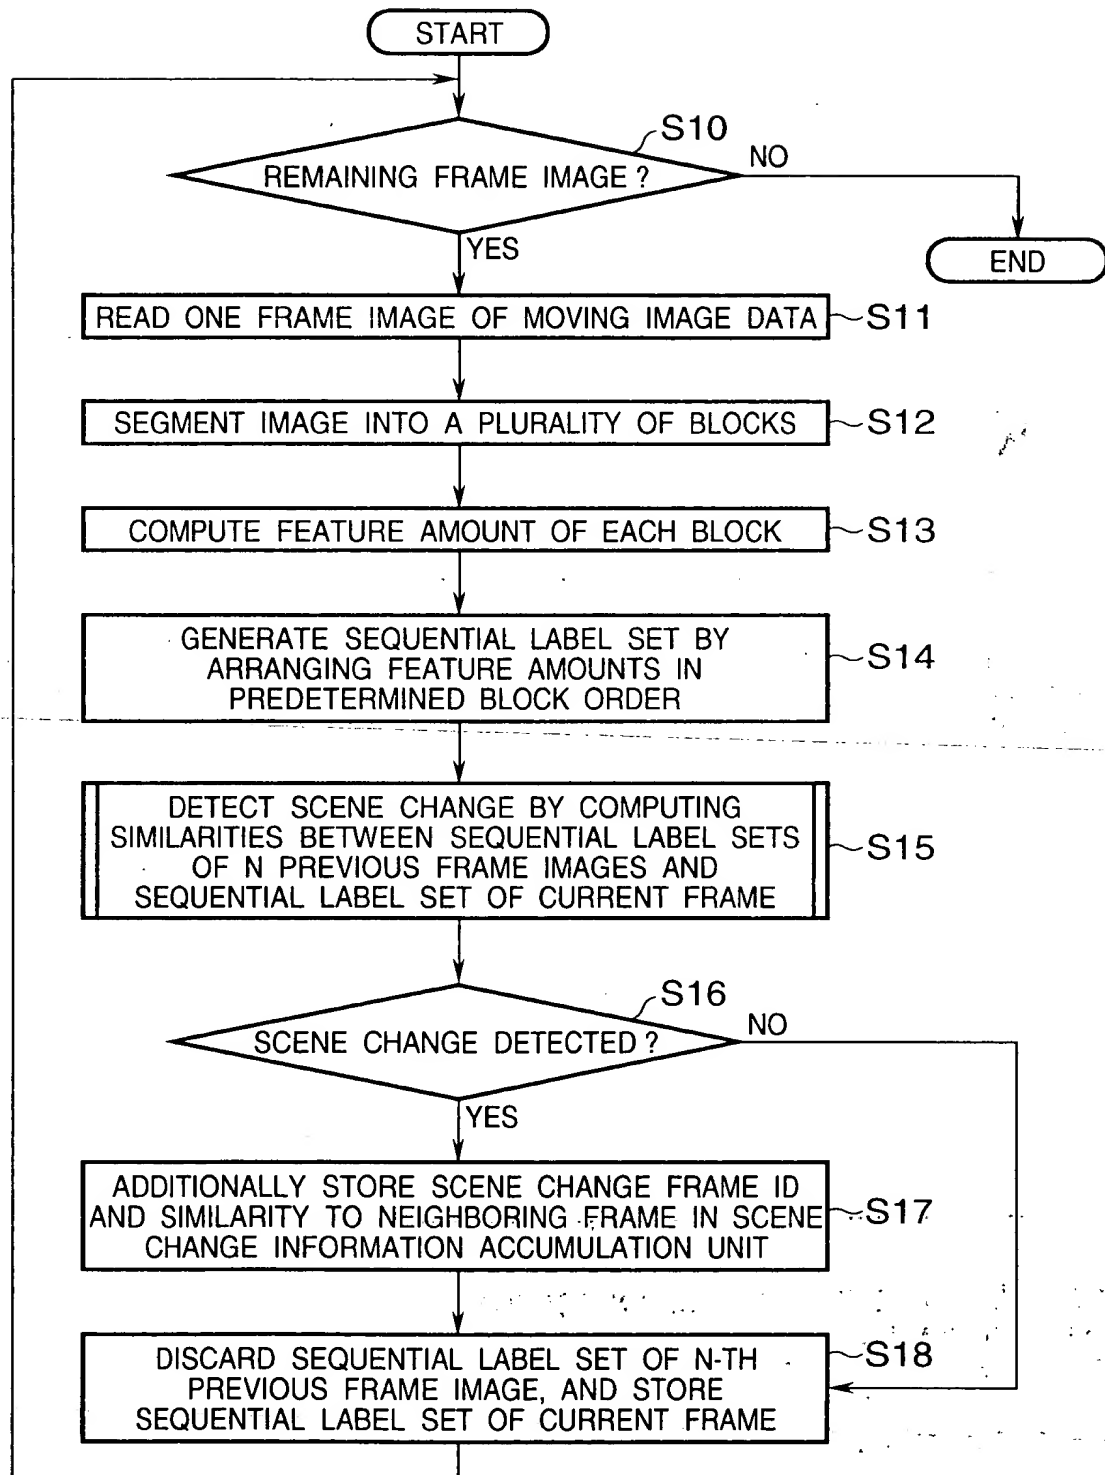 START
S10
REMAINING FRAME IMAGE ?
NO
YES
END
READ ONE FRAME IMAGE OF MOVING IMAGE DATA
S11
SEGMENT IMAGE INTO A PLURALITY OF BLOCKS
S12
COMPUTE FEATURE AMOUNT OF EACH BLOCK
S13
GENERATE SEQUENTIAL LABEL SET BY
ARRANGING FEATURE AMOUNTS IN
PREDETERMINED BLOCK ORDER
S14
DETECT SCENE CHANGE BY COMPUTING
SIMILARITIES BETWEEN SEQUENTIAL LABEL SETS
OF N PREVIOUS FRAME IMAGES AND
SEQUENTIAL LABEL SET OF CURRENT FRAME
S15
S16
SCENE CHANGE DETECTED ?
NO
YES
ADDITIONALLY STORE SCENE CHANGE FRAME ID
AND SIMILARITY TO NEIGHBORING FRAME IN SCENE
CHANGE INFORMATION ACCUMULATION UNIT
S17
DISCARD SEQUENTIAL LABEL SET OF N-TH
PREVIOUS FRAME IMAGE, AND STORE
SEQUENTIAL LABEL SET OF CURRENT FRAME
S18